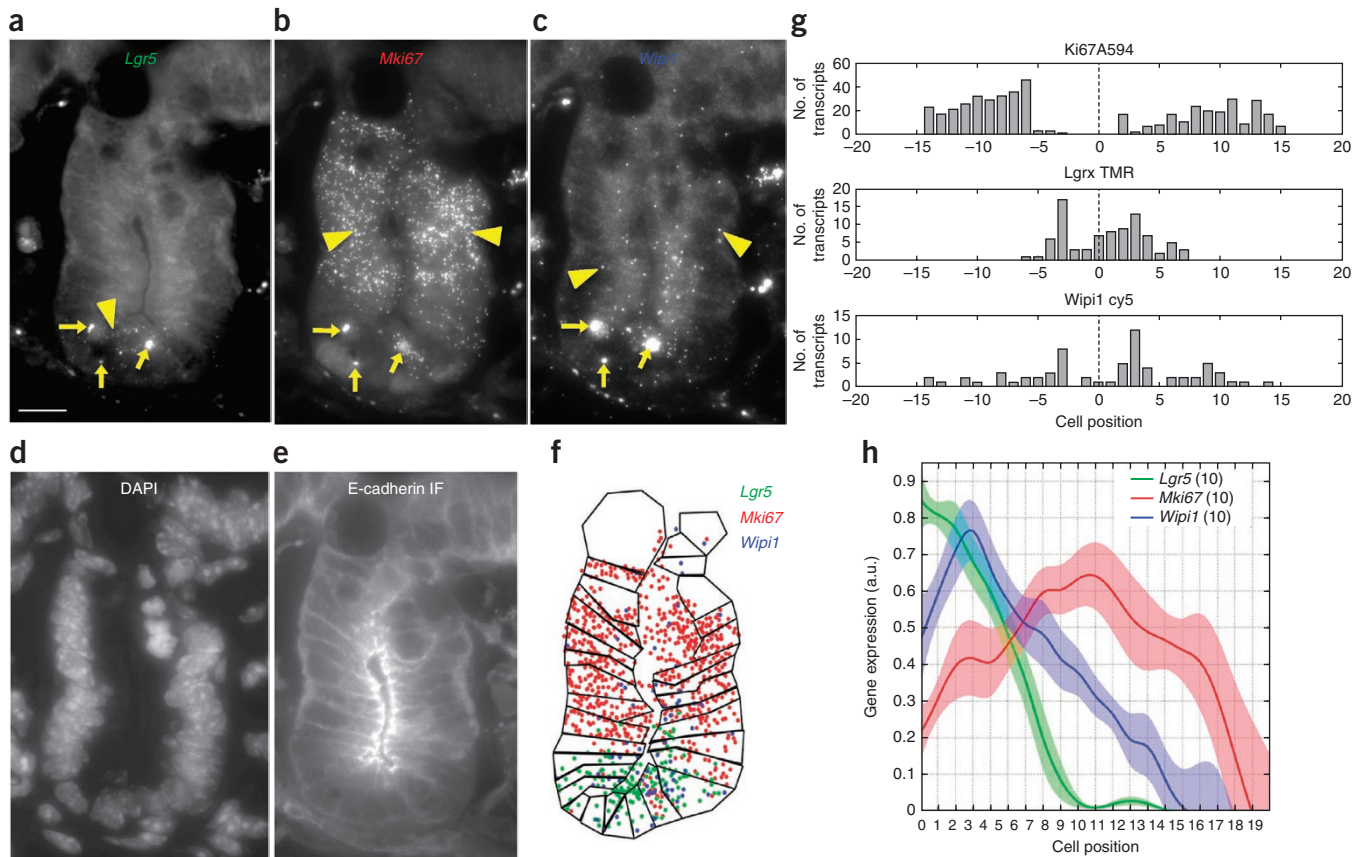 a
Lgr5
b
Mki67
c
Wipi1
d
DAPI
e
E-cadherin IF
f
Lgr5
Mki67
Wipi1
g
Ki67A594
No. of
transcripts
60
40
20
0
–20 –15 –10 –5 0 5 10 15 20
Lgrx TMR
No. of
transcripts
20
15
10
5
0
–20 –15 –10 –5 0 5 10 15 20
Wipi1 cy5
No. of
transcripts
15
10
5
0
–20 –15 –10 –5 0 5 10 15 20
Cell position
h
Lgr5 (10)
Mki67 (10)
Wipi1 (10)
Gene expression (a.u.)
0.9
0.8
0.7
0.6
0.5
0.4
0.3
0.2
0.1
0
0 1 2 3 4 5 6 7 8 9 10 11 12 13 14 15 16 17 18 19
Cell position